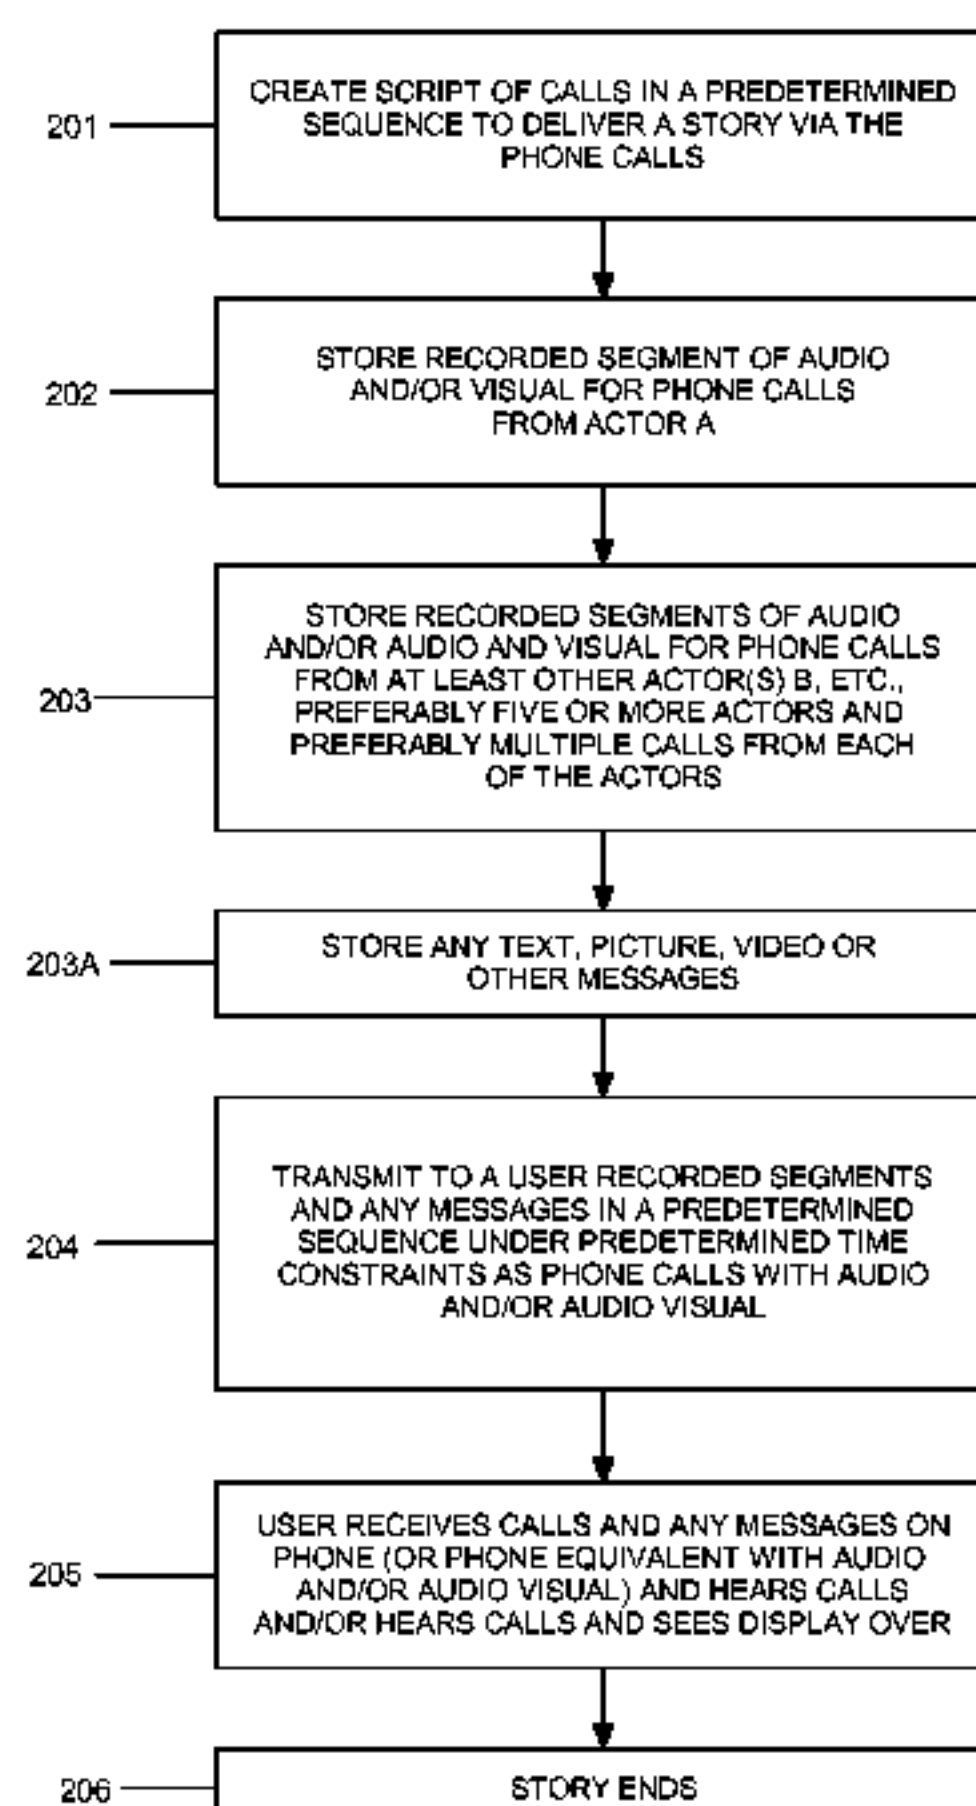 CREATE SCRIPT OF CALLS IN A PREDETERMINED
SEQUENCE TO DELIVER A STORY VIA THE
PHONE CALLS
201
STORE RECORDED SEGMENT OF AUDIO
AND/OR VISUAL FOR PHONE CALLS
FROM ACTOR A
202
STORE RECORDED SEGMENTS OF AUDIO
AND/OR AUDIO AND VISUAL FOR PHONE CALLS
FROM AT LEAST OTHER ACTOR(S) B, ETC.,
PREFERABLY FIVE OR MORE ACTORS AND
PREFERABLY MULTIPLE CALLS FROM EACH
OF THE ACTORS
203
STORE ANY TEXT, PICTURE, VIDEO OR
OTHER MESSAGES
203A
TRANSMIT TO A USER RECORDED SEGMENTS
AND ANY MESSAGES IN A PREDETERMINED
SEQUENCE UNDER PREDETERMINED TIME
CONSTRAINTS AS PHONE CALLS WITH AUDIO
AND/OR AUDIO VISUAL
204
USER RECEIVES CALLS AND ANY MESSAGES ON
PHONE (OR PHONE EQUIVALENT WITH AUDIO
AND/OR AUDIO VISUAL) AND HEARS CALLS
AND/OR HEARS CALLS AND SEES DISPLAY OVER
205
STORY ENDS
206